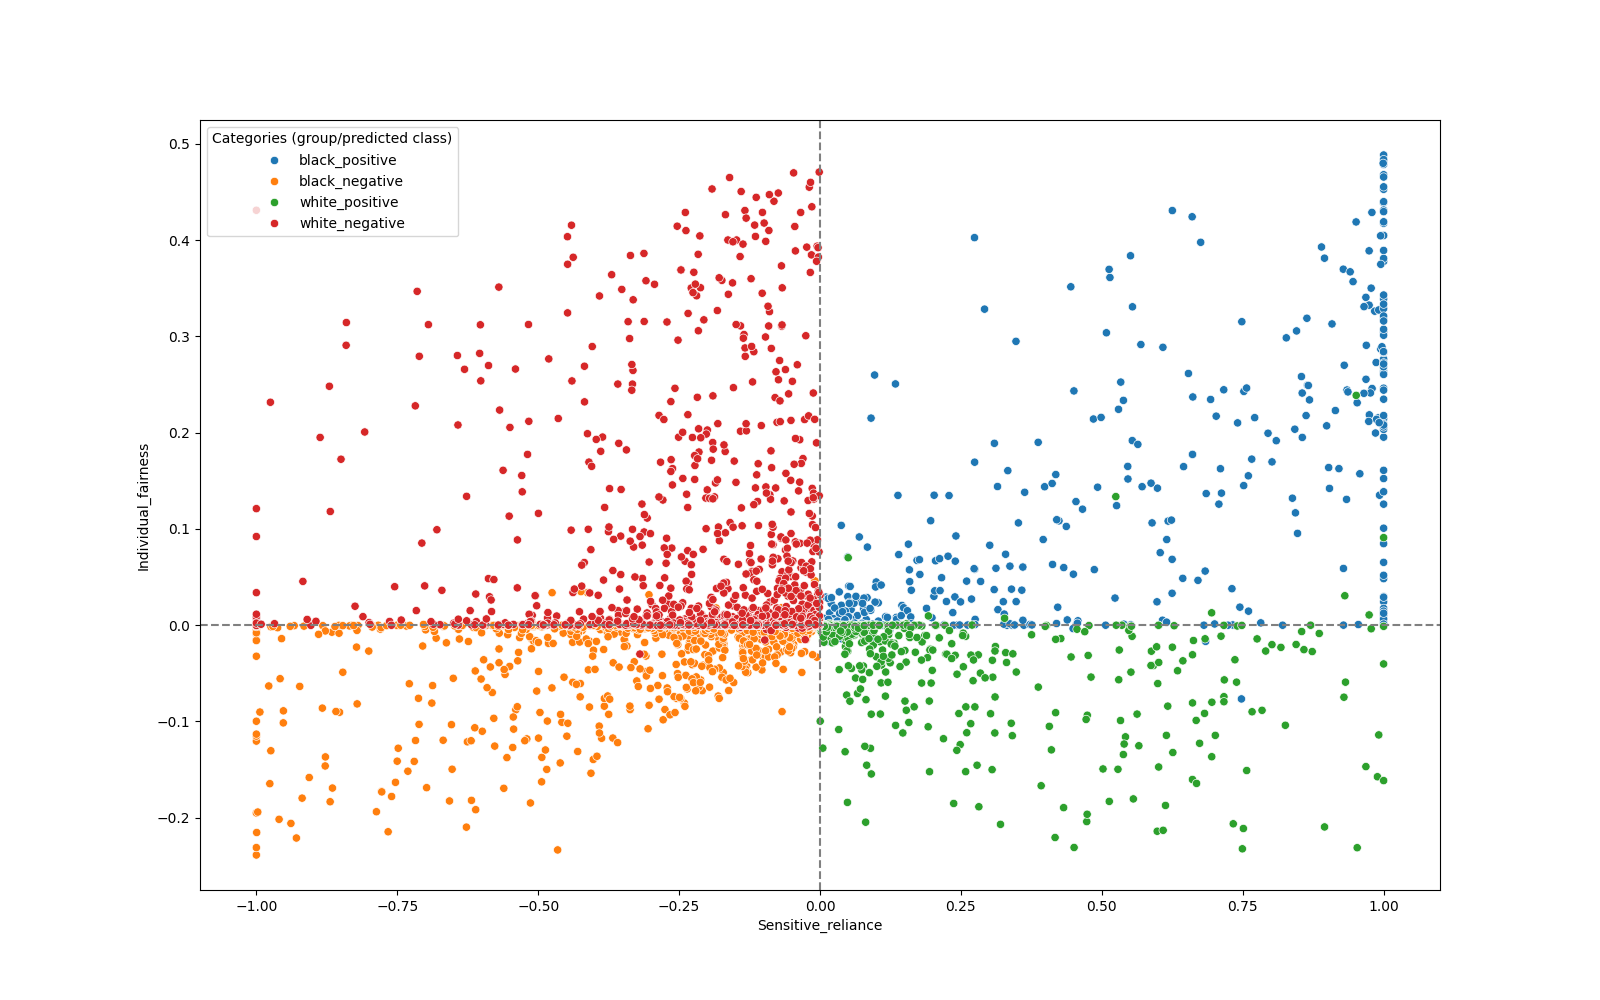 Categories (group/predicted class)
black_positive
black_negative
white_positive
white_negative
0.5
0.4
0.3
0.2
0.1
0.0
−0.1
−0.2
Individual_fairness
−1.00 −0.75 −0.50 −0.25 0.00 0.25 0.50 0.75 1.00
Sensitive_reliance